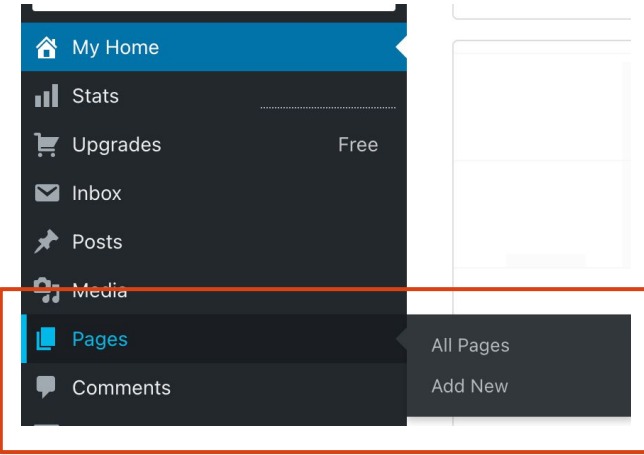 My Home
Stats
Upgrades Free
Inbox
Posts
Media
Pages
All Pages
Comments
Add New